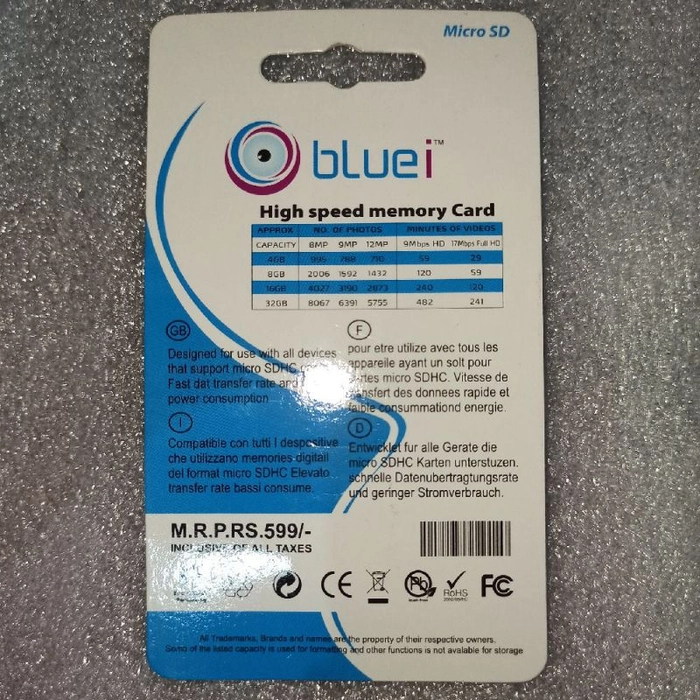 Micro SD
bluei™
High speed memory Card
APPROX NO. OF PHOTOS MINUTES OF VIDEOS
CAPACITY 8MP 9MP 12MP 9Mbps HD 17Mbps Full HD
4GB 996 788 710 59 29
8GB 2006 1592 1432 120 59
16GB 4027 3190 2873 240 120
32GB 8067 6391 5755 482 241
GB
Designed for use with all devices
that support micro SDHC
Fast dat transfer rate and
power consumption
F
pour etre utilize avec tous les
appareile ayant un solt pour
micro SDHC. Vitesse de
des donnees rapide et
faible consummationd energie.
I
Compatible con tutti I despositive
che utilizzano memories digitall
del format micro SDHC Elevato
transfer rate bassi consume.
D
Entwicklet fur alle Gerate die
micro SDHC Karten unterstuzen.
schnelle Datenubertragtungsrate
und geringer Stromverbrauch.
M.R.P.RS.599/-
INCLUSIVE OF ALL TAXES
CE
Pb
RoHS
FC
All Trademarks, Brands and names are the property of their respective owners.
Some of the listed capacity is used for formatting and other functions is not available for storage